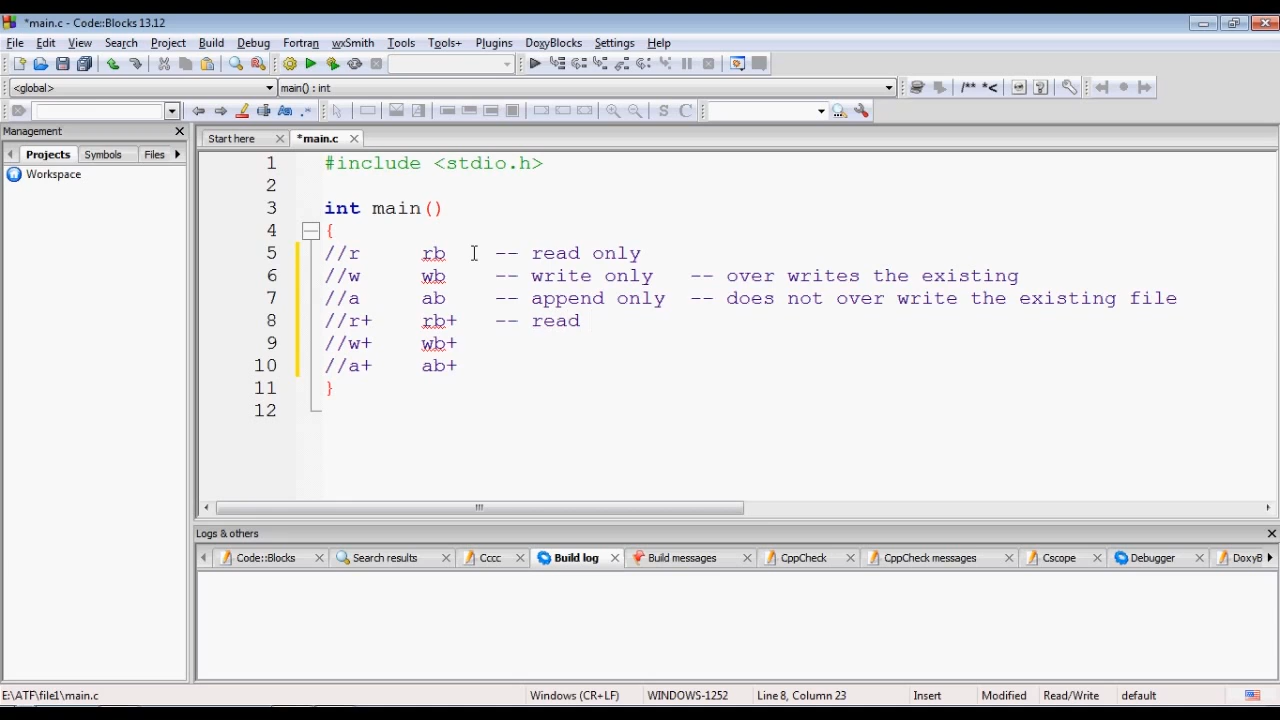 *main.c - Code::Blocks 13.12
File Edit View Search Project Build Debug Fortran wxSmith Tools Tools+ Plugins DoxyBlocks Settings Help
<global> main() : int
Management
Projects Symbols Files
Workspace
Start here *main.c
1 #include <stdio.h>
2
3 int main()
4 {
5 //r rb -- read only
6 //w wb -- write only -- over writes the existing
7 //a ab -- append only -- does not over write the existing file
8 //r+ rb+ -- read
9 //w+ wb+
10 //a+ ab+
11 }
12
Logs & others
Code::Blocks Search results Cccc Build log Build messages CppCheck CppCheck messages Cscope Debugger DoxyB
E:\ATF\file1\main.c Windows (CR+LF) WINDOWS-1252 Line 8, Column 23 Insert Modified Read/Write default